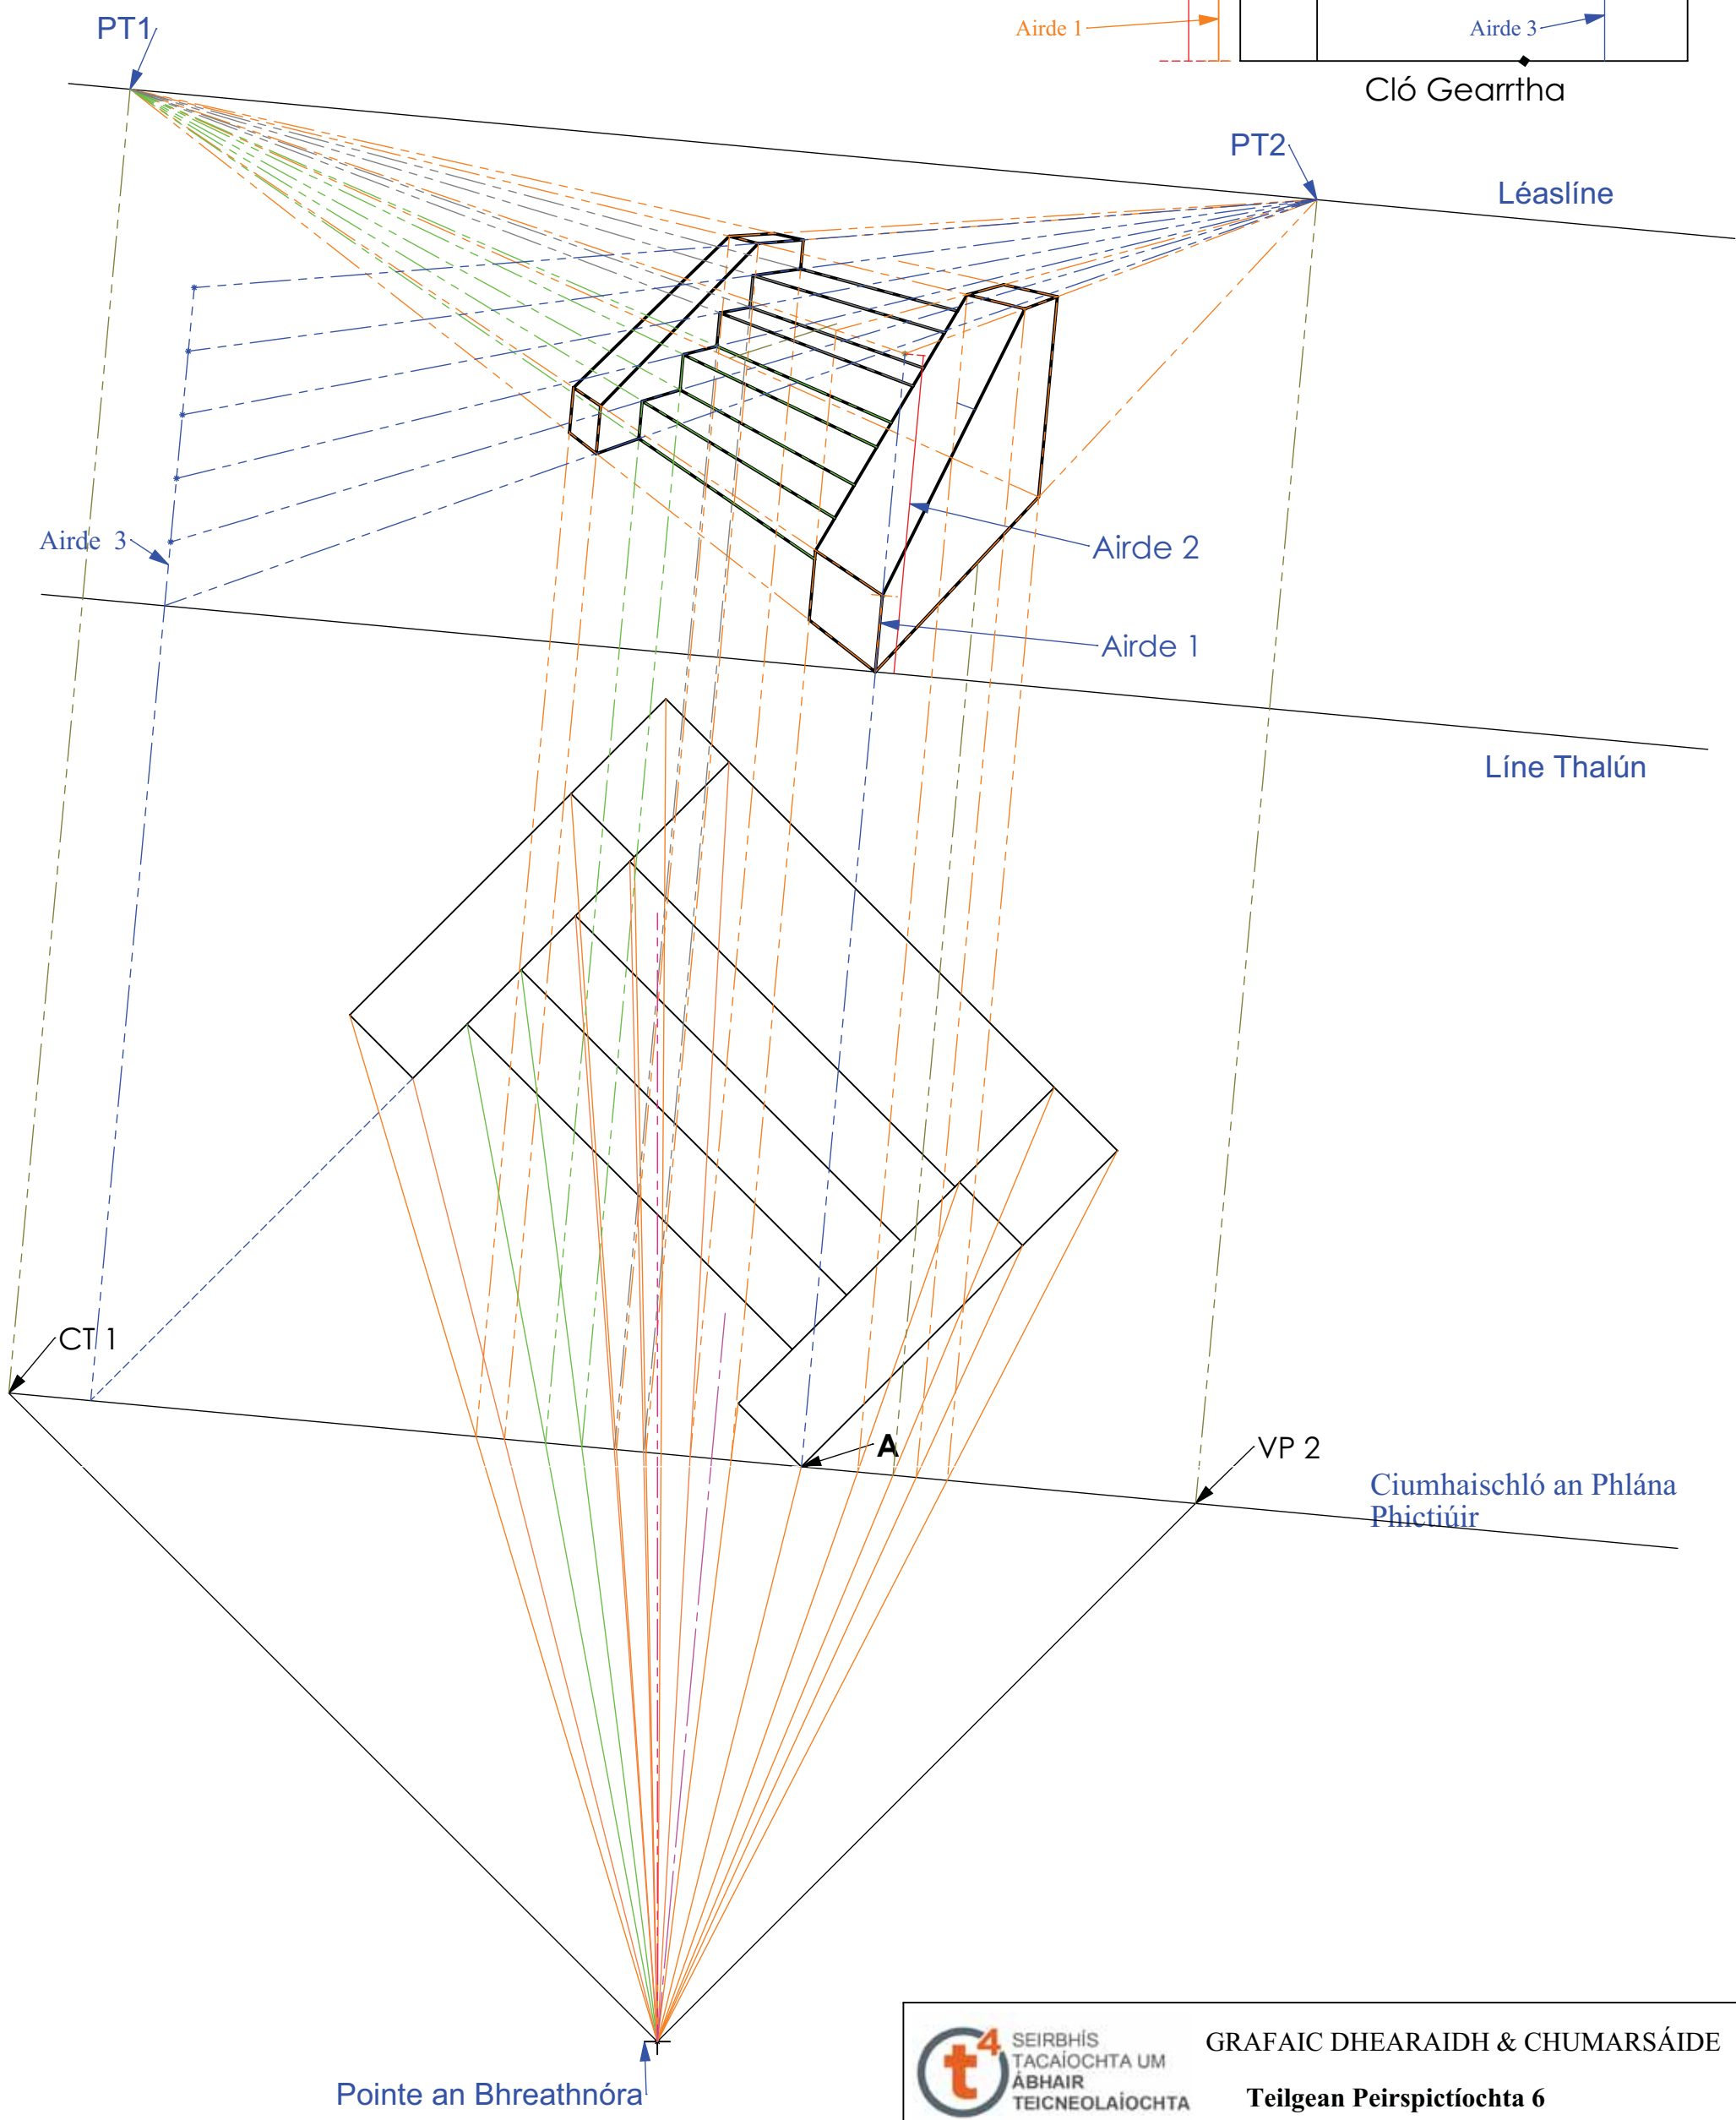 PT1
Airde 1
Airde 3
Cló Gearrtha
PT2
Léaslíne
Airde 3
Airde 2
Airde 1
Líne Thalún
CT 1
A
VP 2
Ciumhaischló an Phlána
Phictiúir
Pointe an Bhreathnóra
t4
SEIRBHÍS
TACAÍOCHTA UM
ÁBHAIR
TEICNEOLAÍOCHTA
GRAFAIC DHEARAIDH & CHUMARSÁIDE
Teilgean Peirspictíochta 6